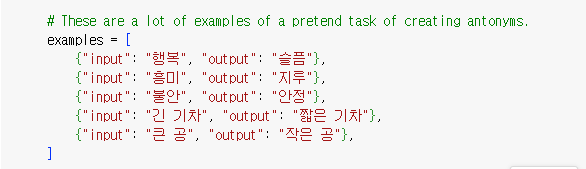 # These are a lot of examples of a pretend task of creating antonyms.
examples = [
{"input": "행복", "output": "슬픔"},
{"input": "흥미", "output": "지루"},
{"input": "불안", "output": "안정"},
{"input": "긴 기차", "output": "짧은 기차"},
{"input": "큰 공", "output": "작은 공"},
]